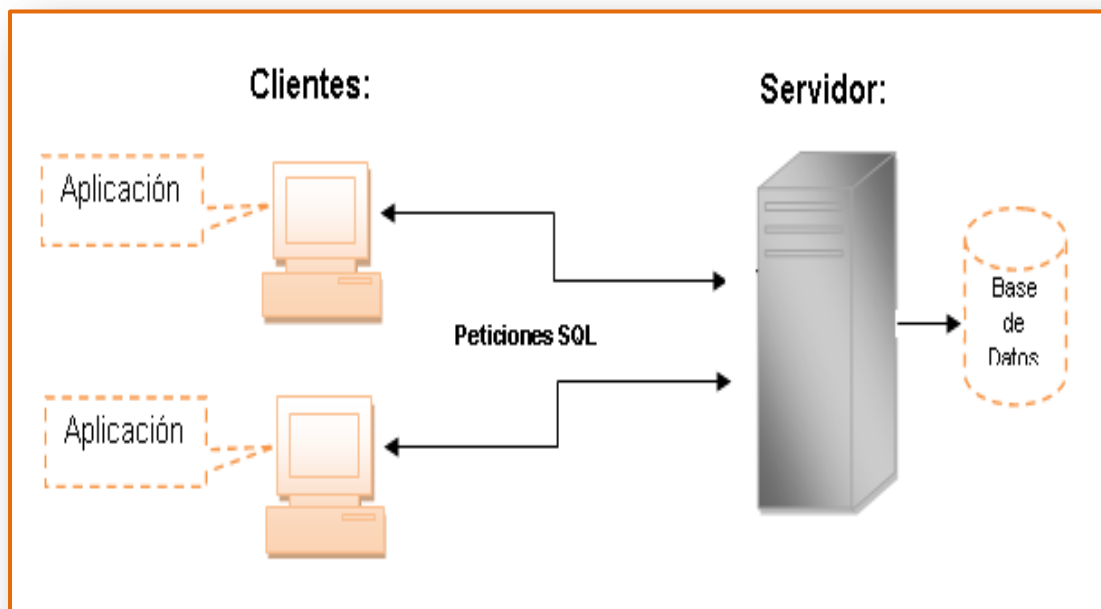 Clientes:
Servidor:
Aplicación
Base
de
Datos
Peticiones SQL
Aplicación